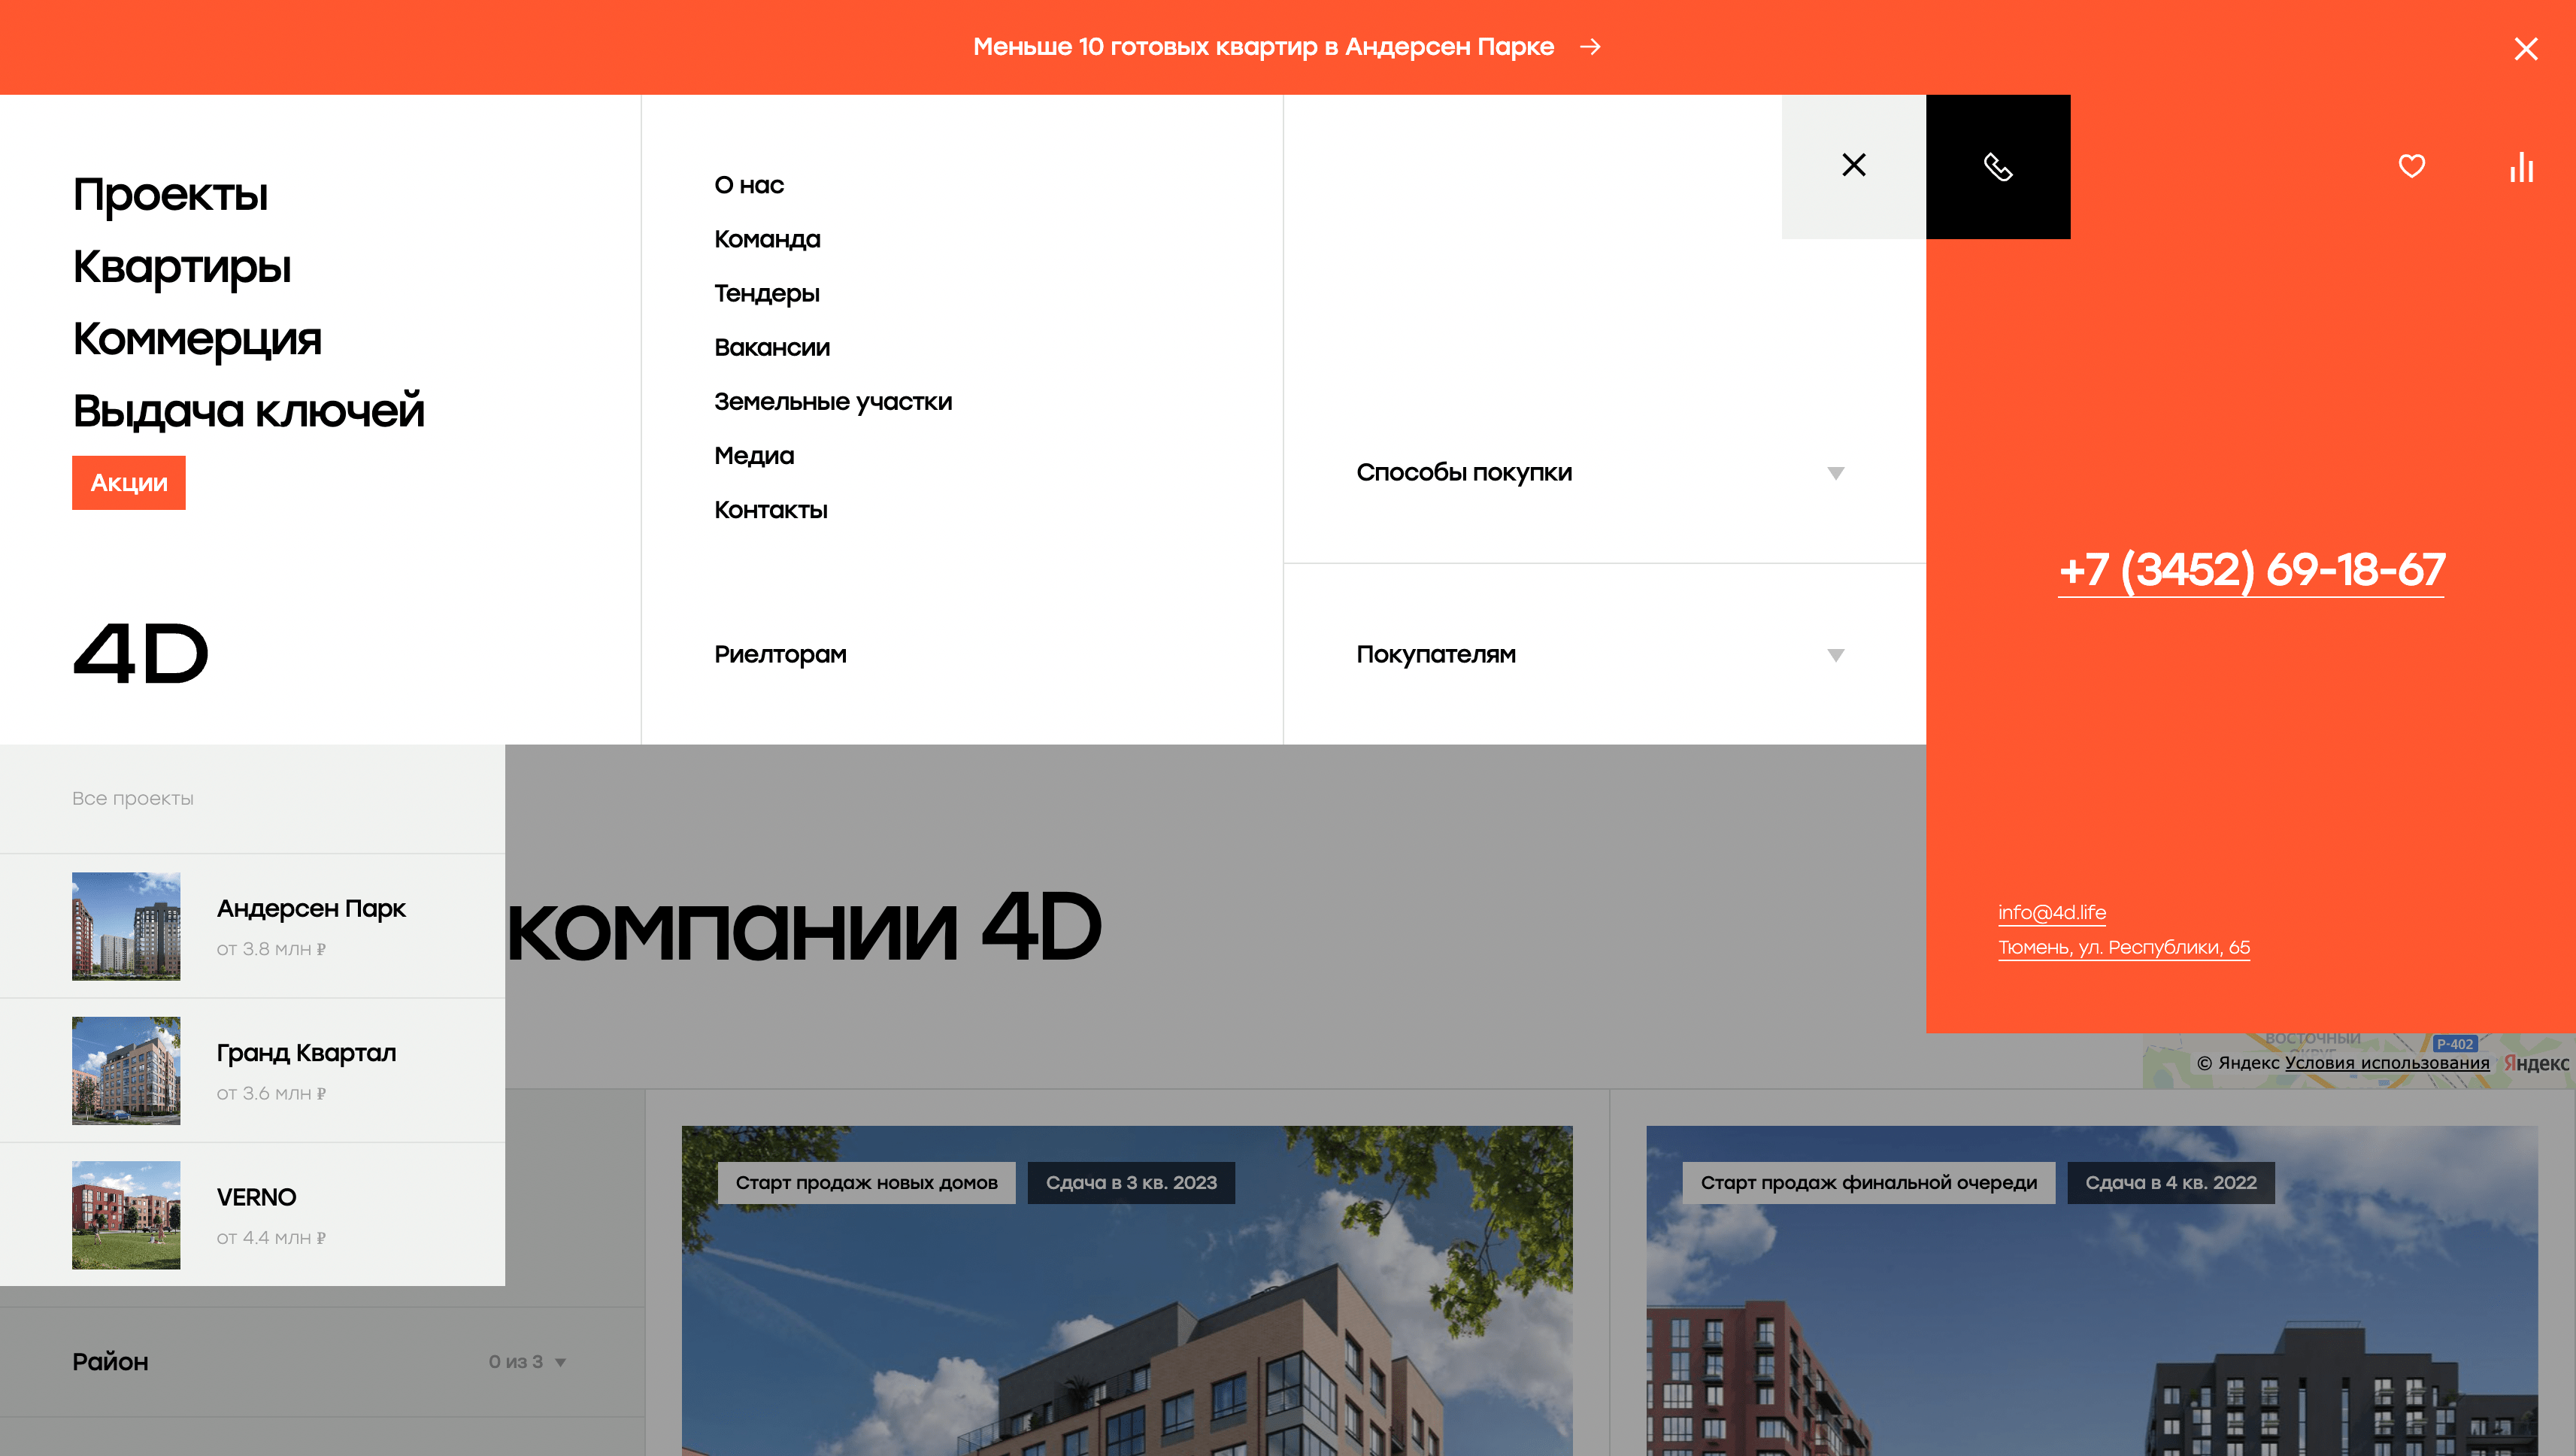 Меньше 10 готовых квартир в Андерсен Парке →
Проекты
Квартиры
Коммерция
Выдача ключей
Акции
4D
О нас
Команда
Тендеры
Вакансии
Земельные участки
Медиа
Контакты
Риелторам
Способы покупки
Покупателям
+7 (3452) 69-18-67
info@4d.life
Тюмень, ул. Республики, 65
Все проекты
Андерсен Парк
от 3.8 млн ₽
Гранд Квартал
от 3.6 млн ₽
VERNO
от 4.4 млн ₽
компании 4D
ВОСТОЧНЫЙ
ОКРУГ
Р-402
© Яндекс Условия использования Яндекс
Старт продаж новых домов
Сдача в 3 кв. 2023
Старт продаж финальной очереди
Сдача в 4 кв. 2022
Район
0 из 3